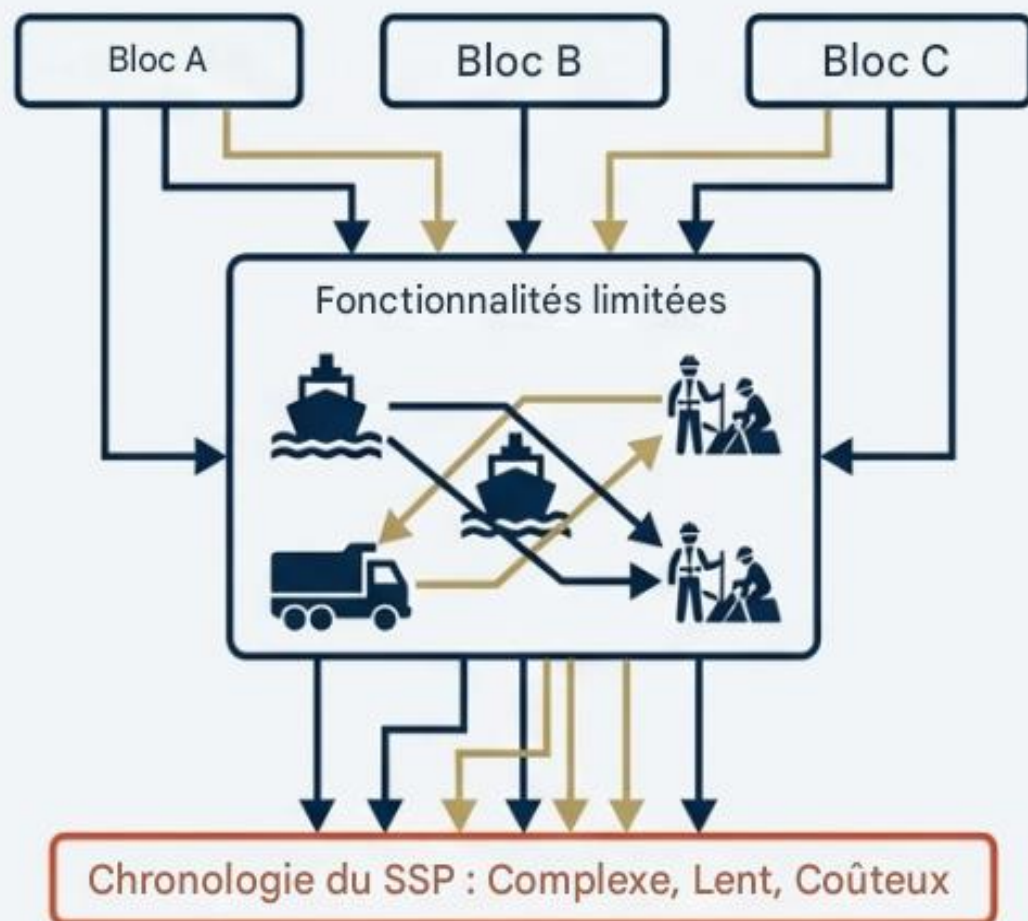 Bloc A
Bloc B
Bloc C
Fonctionnalités limitées
Chronologie du SSP : Complexe, Lent, Coûteux